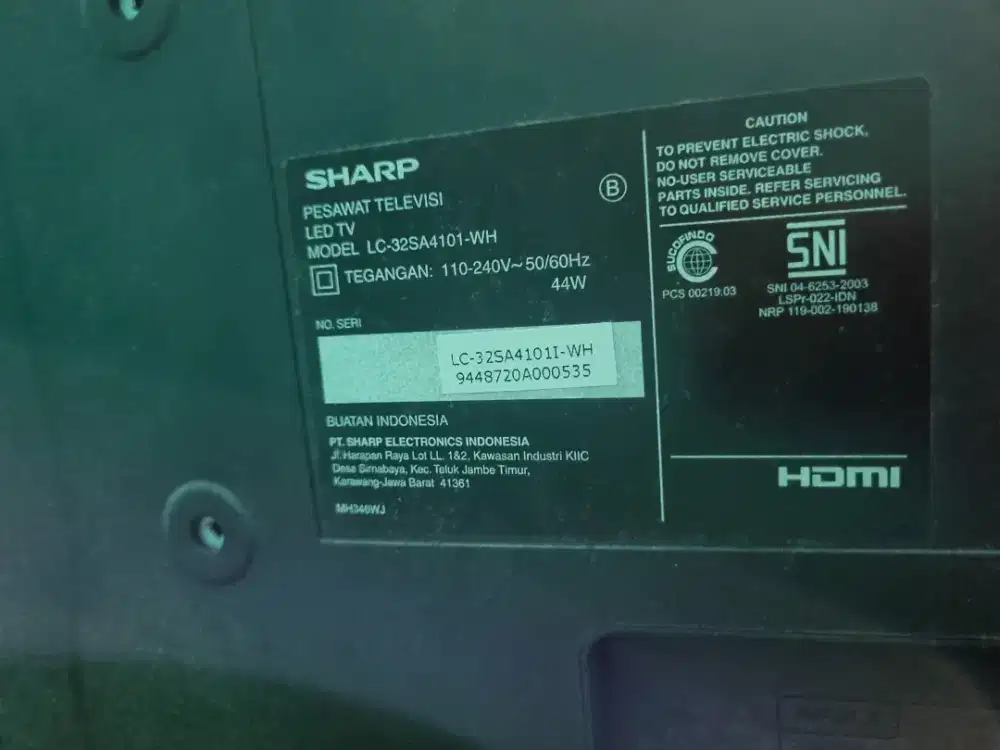 SHARP
PESAWAT TELEVISI
LED TV
MODEL LC-32SA4101-WH
TEGANGAN: 110-240V~50/60Hz
44W
B
NO. SERI
LC-32SA4101I-WH
9448720A000535
BUATAN INDONESIA
PT. SHARP ELECTRONICS INDONESIA
Jl. Harapan Raya Lot LL. 1&2, Kawasan Industri KIIC
Desa Sirnabaya, Kec. Teluk Jambe Timur,
Karawang-Jawa Barat 41361
MH346WJ
CAUTION
TO PREVENT ELECTRIC SHOCK,
DO NOT REMOVE COVER.
NO-USER SERVICEABLE
PARTS INSIDE. REFER SERVICING
TO QUALIFIED SERVICE PERSONNEL.
SUCOFINDO
PCS 00219.03
SNI
SNI 04-6253-2003
LSPr-022-IDN
NRP 119-002-190138
HDMI